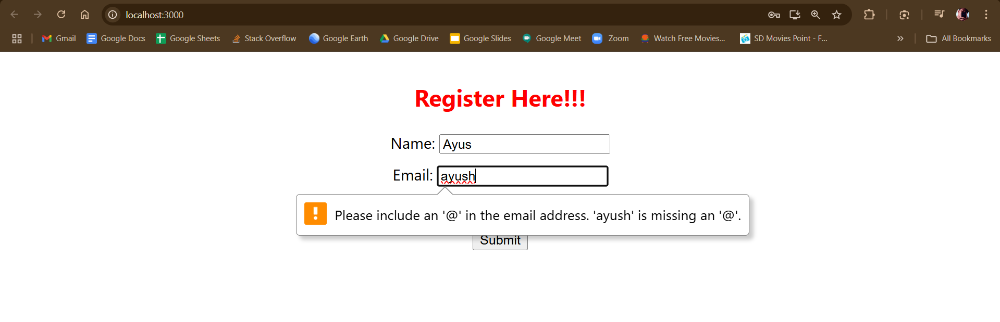 localhost:3000
Gmail Google Docs Google Sheets Stack Overflow Google Earth Google Drive Google Slides Google Meet Zoom Watch Free Movies... SD Movies Point - F... » All Bookmarks
Register Here!!!
Name: Ayus
Email: ayush
Please include an '@' in the email address. 'ayush' is missing an '@'.
Submit